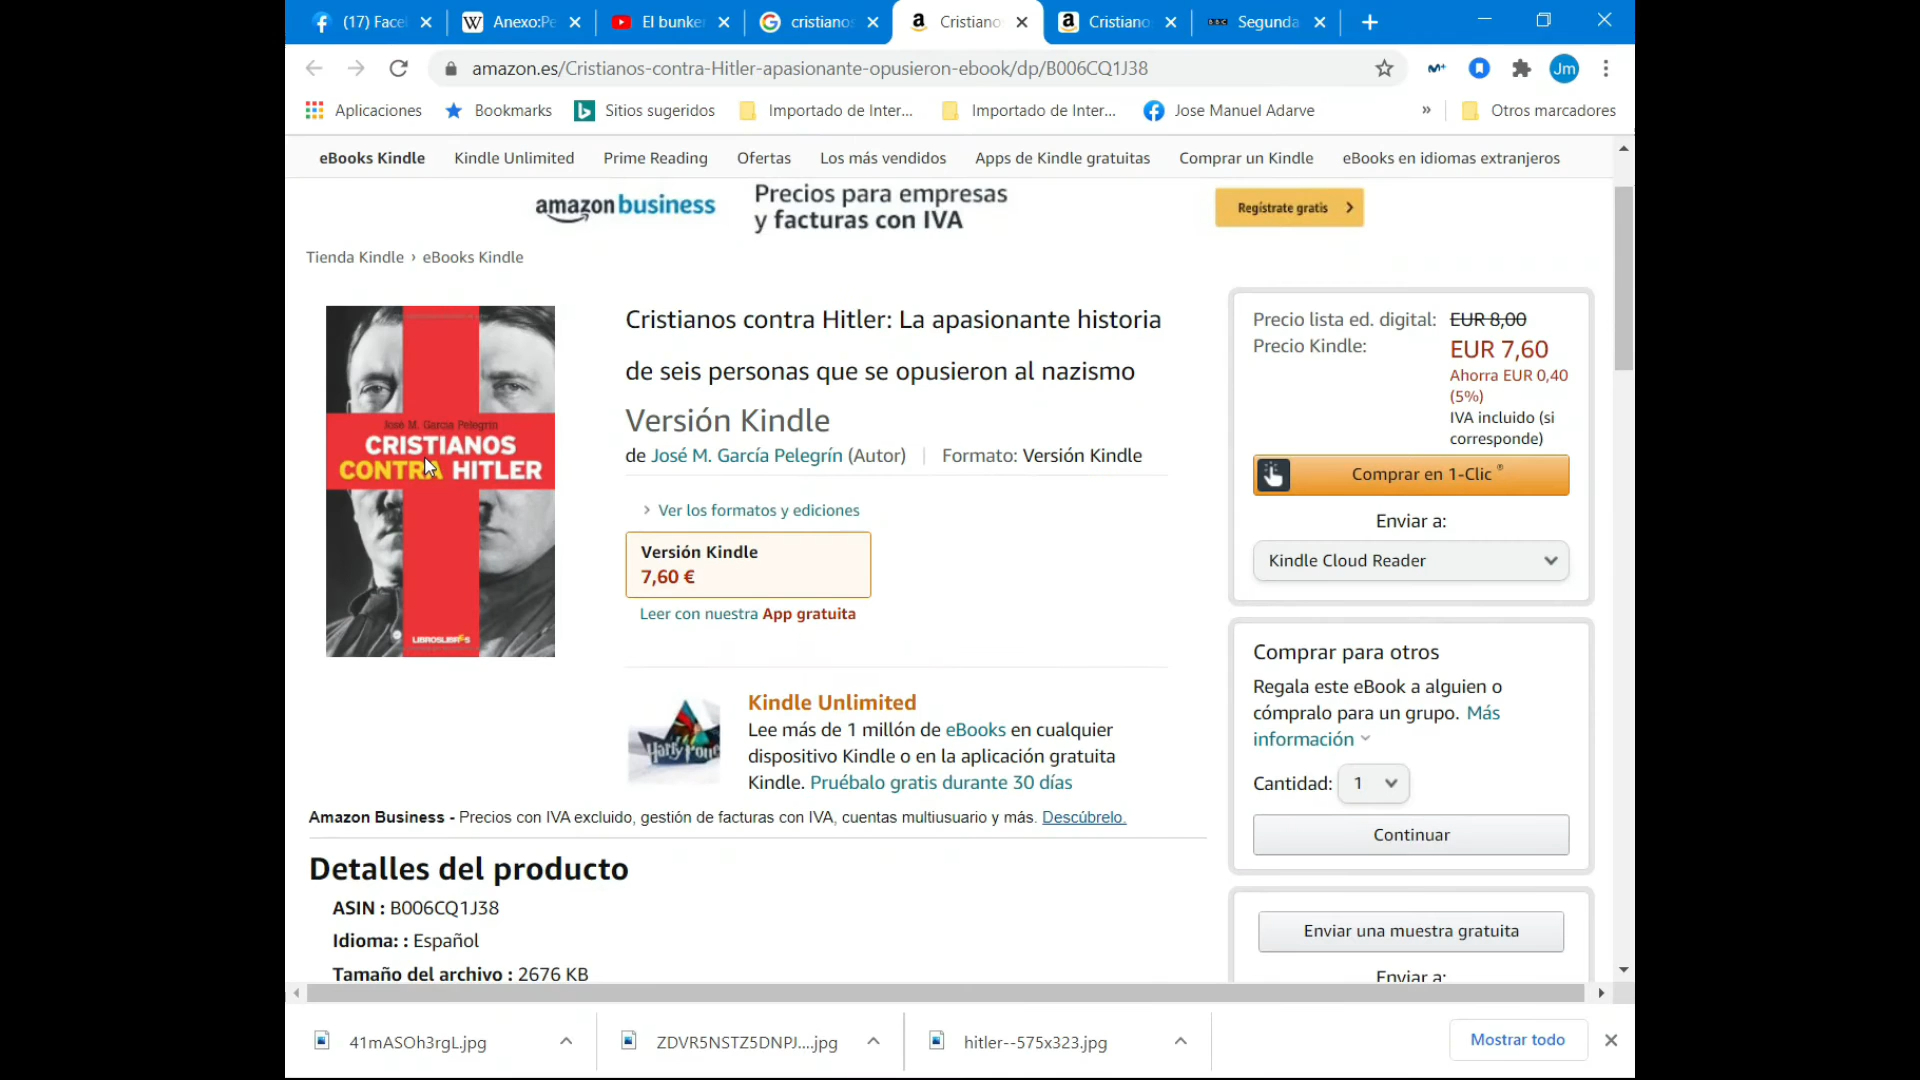 (17) Face
Anexo:Pe
El bunke
cristiano
Cristiano
Cristiano
BBC
Segunda
amazon.es/Cristianos-contra-Hitler-apasionante-opusieron-ebook/dp/B006CQ1J38
Jm
Aplicaciones
Bookmarks
Sitios sugeridos
Importado de Inter...
Importado de Inter...
Jose Manuel Adarve
»
Otros marcadores
eBooks Kindle
Kindle Unlimited
Prime Reading
Ofertas
Los más vendidos
Apps de Kindle gratuitas
Comprar un Kindle
eBooks en idiomas extranjeros
amazon business
Precios para empresas
y facturas con IVA
Regístrate gratis
Tienda Kindle › eBooks Kindle
José M. García Pelegrín
CRISTIANOS
CONTRA HITLER
LIBROSLIBRES
Cristianos contra Hitler: La apasionante historia
de seis personas que se opusieron al nazismo
Versión Kindle
de José M. García Pelegrín (Autor) | Formato: Versión Kindle
› Ver los formatos y ediciones
Versión Kindle
7,60 €
Leer con nuestra App gratuita
Harry Potte
Kindle Unlimited
Lee más de 1 millón de eBooks en cualquier
dispositivo Kindle o en la aplicación gratuita
Kindle. Pruébalo gratis durante 30 días
Amazon Business - Precios con IVA excluido, gestión de facturas con IVA, cuentas multiusuario y más. Descúbrelo.
Detalles del producto
ASIN : B006CQ1J38
Idioma: : Español
Tamaño del archivo : 2676 KB
Precio lista ed. digital: EUR 8,00
Precio Kindle: EUR 7,60
Ahorra EUR 0,40
(5%)
IVA incluido (si
corresponde)
Comprar en 1-Clic ®
Enviar a:
Kindle Cloud Reader
Comprar para otros
Regala este eBook a alguien o
cómpralo para un grupo. Más
información
Cantidad: 1
Continuar
Enviar una muestra gratuita
Enviar a:
41mASOh3rgL.jpg
ZDVR5NSTZ5DNPJ....jpg
hitler--575x323.jpg
Mostrar todo